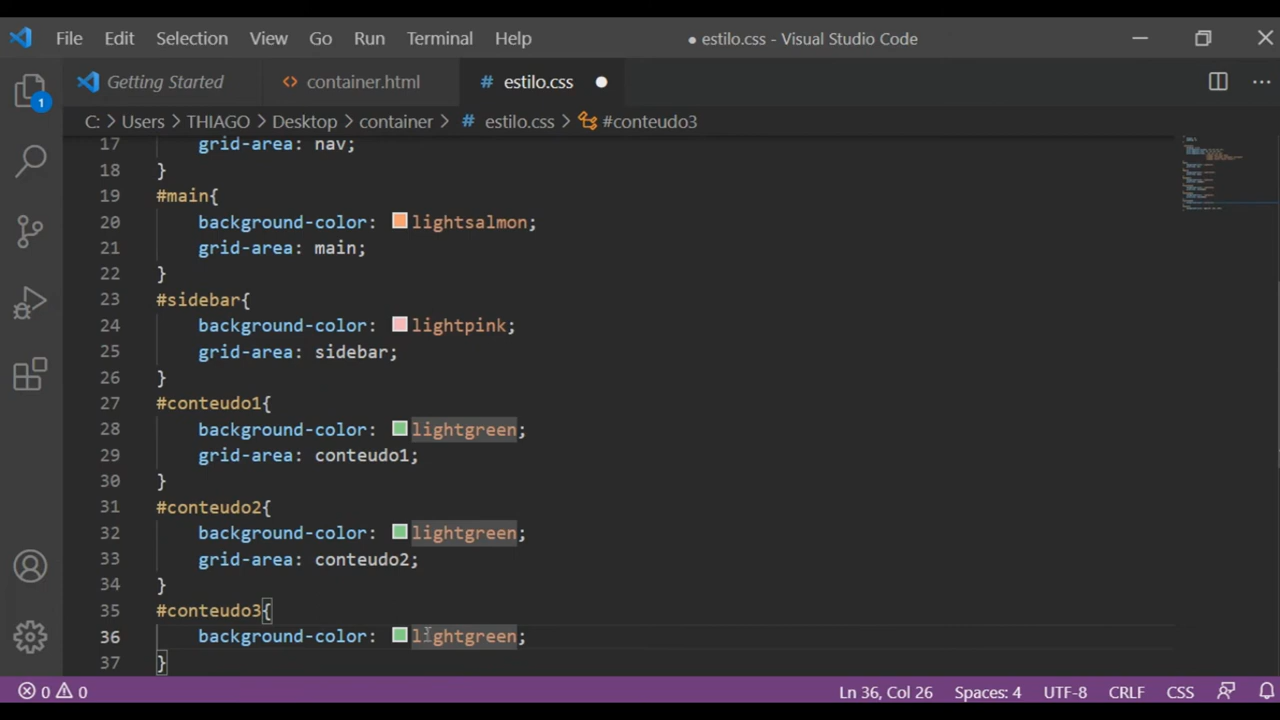 File Edit Selection View Go Run Terminal Help ● estilo.css - Visual Studio Code
Getting Started <> container.html # estilo.css ●
C: > Users > THIAGO > Desktop > container > # estilo.css > #conteudo3
1
17 grid-area: nav;
18 }
19 #main{
20 background-color: lightsalmon;
21 grid-area: main;
22 }
23 #sidebar{
24 background-color: lightpink;
25 grid-area: sidebar;
26 }
27 #conteudo1{
28 background-color: lightgreen;
29 grid-area: conteudo1;
30 }
31 #conteudo2{
32 background-color: lightgreen;
33 grid-area: conteudo2;
34 }
35 #conteudo3{
36 background-color: lightgreen;
37 }
0 0 Ln 36, Col 26 Spaces: 4 UTF-8 CRLF CSS